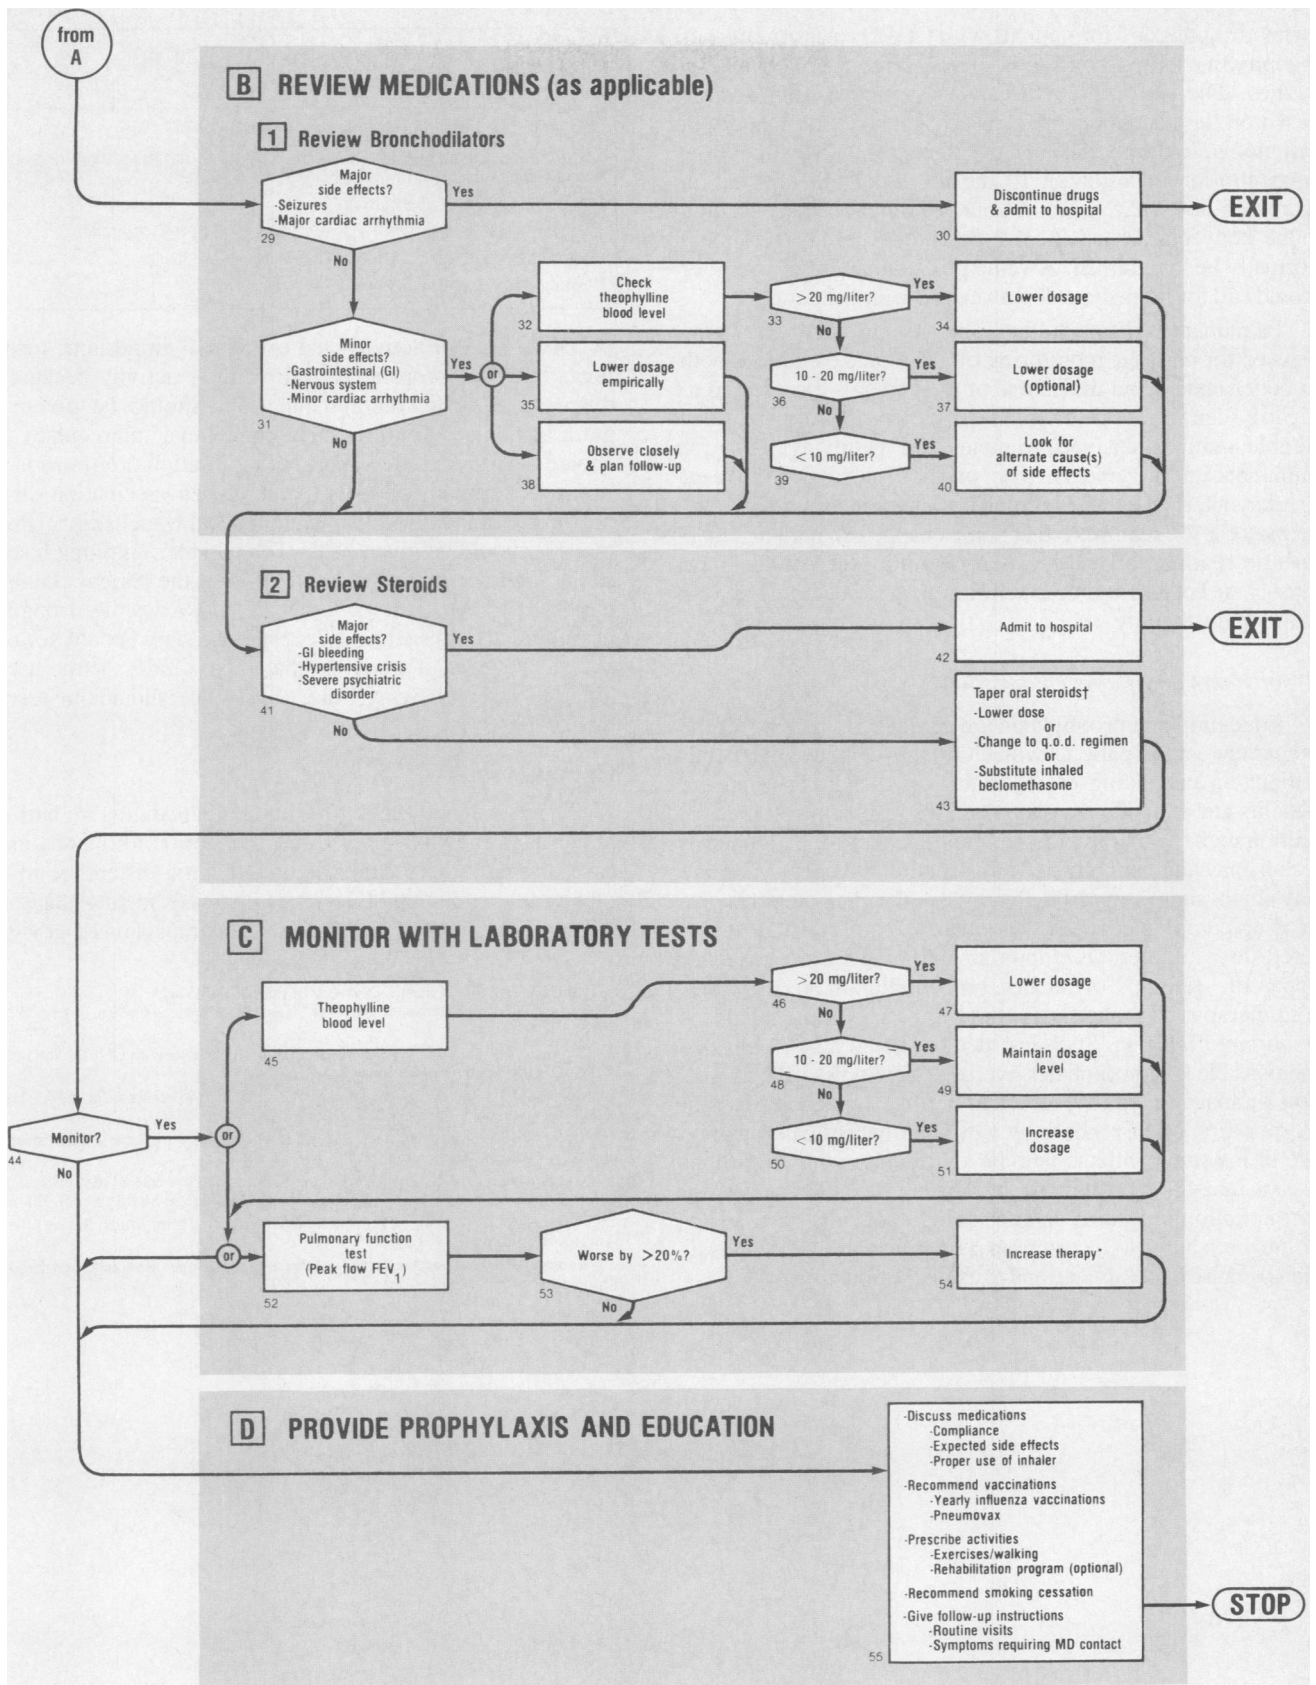 from
A
B REVIEW MEDICATIONS (as applicable)
1 Review Bronchodilators
Major
side effects?
-Seizures
-Major cardiac arrhythmia
29
Yes
No
Discontinue drugs
& admit to hospital
30
EXIT
Minor
side effects?
-Gastrointestinal (GI)
-Nervous system
-Minor cardiac arrhythmia
31
Yes
No
or
Check
theophylline
blood level
32
>20 mg/liter?
33
Yes
No
Lower dosage
34
Lower dosage
empirically
35
10 - 20 mg/liter?
36
Yes
No
Lower dosage
(optional)
37
Observe closely
& plan follow-up
38
<10 mg/liter?
39
Yes
Look for
alternate cause(s)
of side effects
40
2 Review Steroids
Major
side effects?
-GI bleeding
-Hypertensive crisis
-Severe psychiatric
disorder
41
Yes
No
Admit to hospital
42
EXIT
Taper oral steroids†
-Lower dose
or
-Change to q.o.d. regimen
or
-Substitute inhaled
beclomethasone
43
C MONITOR WITH LABORATORY TESTS
Monitor?
44
Yes
No
or
Theophylline
blood level
45
>20 mg/liter?
46
Yes
No
Lower dosage
47
10 - 20 mg/liter?
48
Yes
No
Maintain dosage
level
49
<10 mg/liter?
50
Yes
Increase
dosage
51
or
Pulmonary function
test
(Peak flow FEV1)
52
Worse by >20%?
53
Yes
No
Increase therapy*
54
D PROVIDE PROPHYLAXIS AND EDUCATION
-Discuss medications
-Compliance
-Expected side effects
-Proper use of inhaler
-Recommend vaccinations
-Yearly influenza vaccinations
-Pneumovax
-Prescribe activities
-Exercises/walking
-Rehabilitation program (optional)
-Recommend smoking cessation
-Give follow-up instructions
-Routine visits
-Symptoms requiring MD contact
55
STOP